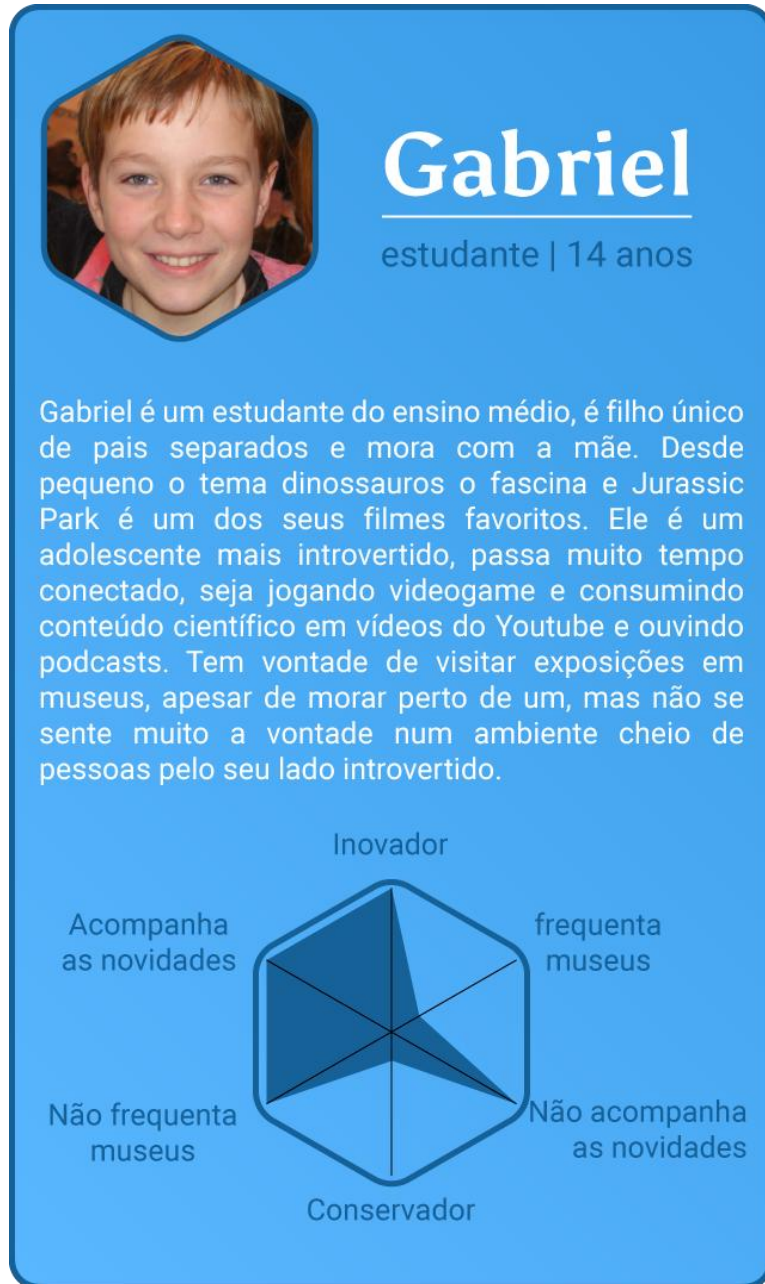 Gabriel
estudante | 14 anos
Gabriel é um estudante do ensino médio, é filho único
de pais separados e mora com a mãe. Desde
pequeno o tema dinossauros o fascina e Jurassic
Park é um dos seus filmes favoritos. Ele é um
adolescente mais introvertido, passa muito tempo
conectado, seja jogando videogame e consumindo
conteúdo científico em vídeos do Youtube e ouvindo
podcasts. Tem vontade de visitar exposições em
museus, apesar de morar perto de um, mas não se
sente muito a vontade num ambiente cheio de
pessoas pelo seu lado introvertido.
Inovador
Acompanha
as novidades
frequenta
museus
Não frequenta
museus
Não acompanha
as novidades
Conservador